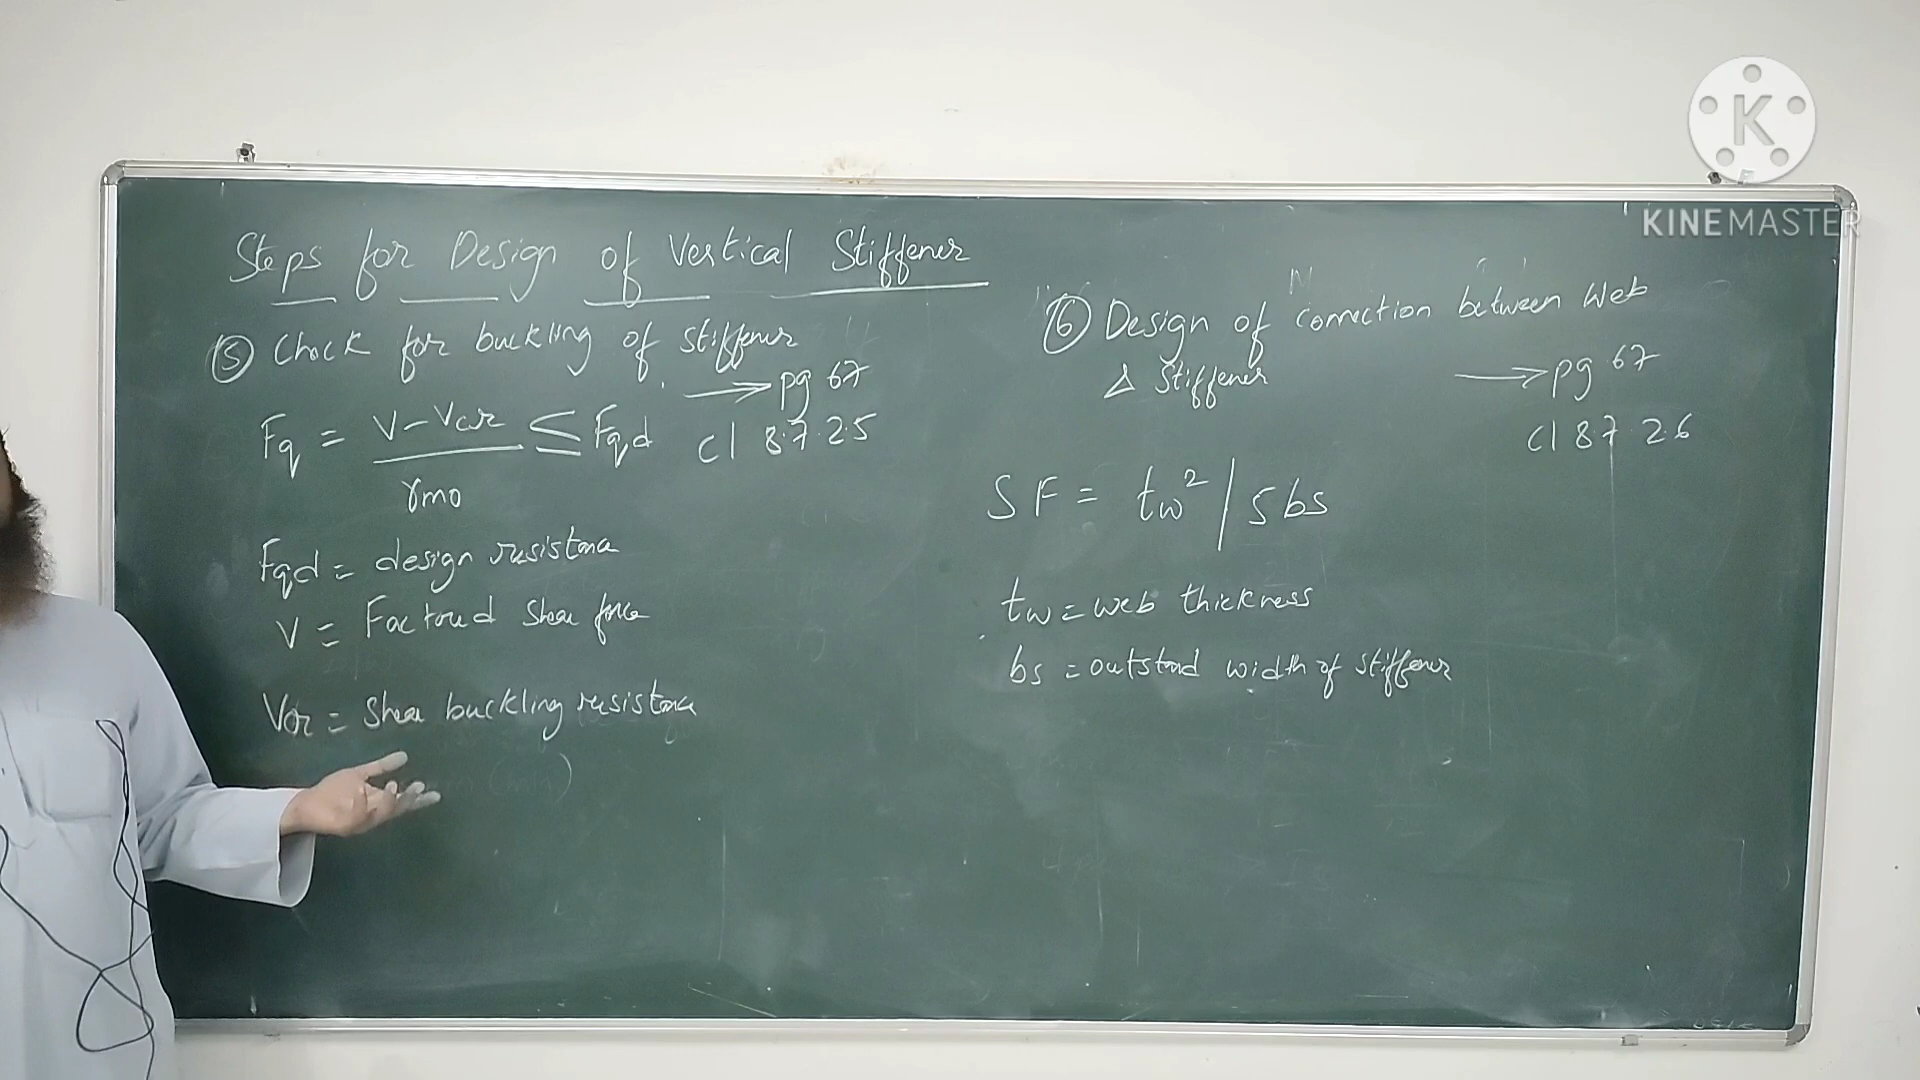 Steps for Design of Vertical Stiffener
⑤ Check for buckling of stiffener
→ pg 67
Fq = V - Vcr / γmo ≤ Fqd cl 8.7.2.5
Fqd = design resistance
V = Factored Shear force
Vcr = Shear buckling resistance
⑥ Design of connection between Web
& Stiffener → pg 67
cl 8.7.2.6
SF = tw² / 5 bs
tw = web thickness
bs = outstand width of stiffener
K
KINEMASTER